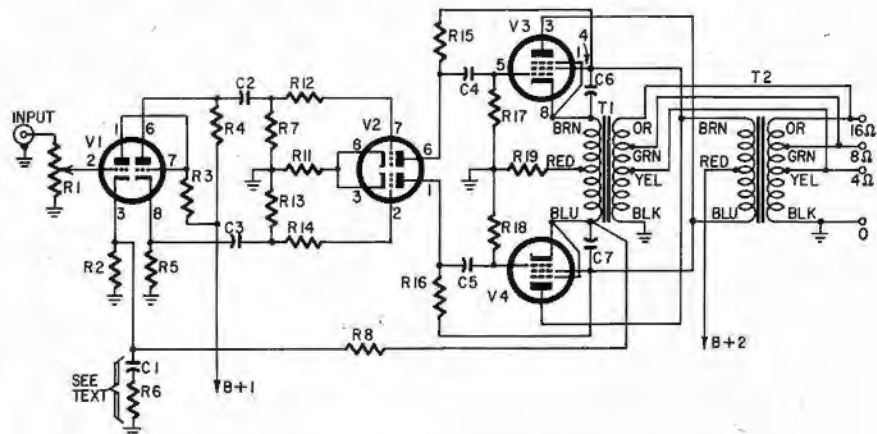 R15
V3
3
4
1
5
C4
C6
8
R17
T1
T2
C2
R12
INPUT
V1
1
6
R4
R7
V2
7
BRN
OR
BRN
OR
16Ω
2
7
R3
R11
8
6
GRN
GRN
8Ω
R1
R19
RED
RED
YEL
YEL
4Ω
3
1
3
8
R13
2
R14
C3
R18
BLU
BLK
BLU
BLK
0
R2
R5
R16
C5
V4
C7
R8
C1
SEE
TEXT
R6
B+1
B+2